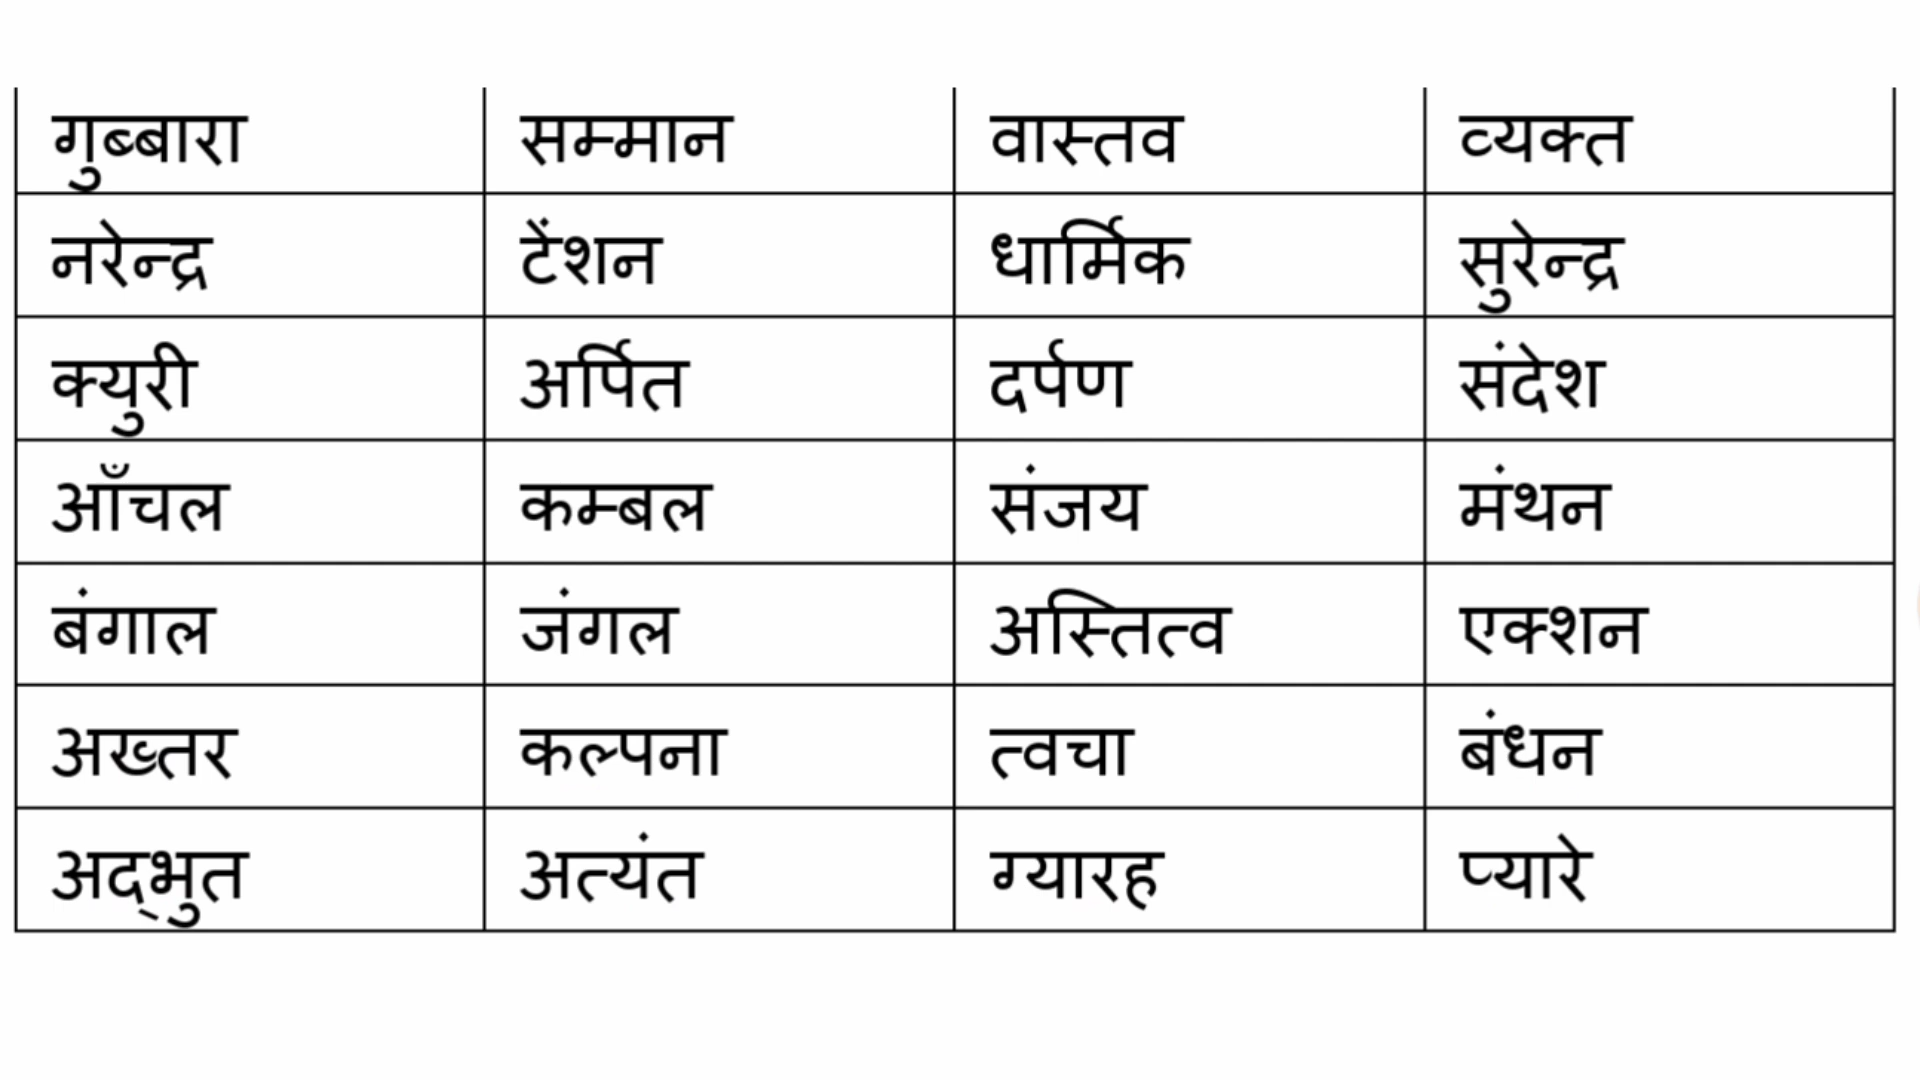 गुब्बारा सम्मान वास्तव व्यक्त
नरेन्द्र टेंशन धार्मिक सुरेन्द्र
क्युरी अर्पित दर्पण संदेश
आँचल कम्बल संजय मंथन
बंगाल जंगल अस्तित्व एक्शन
अख्तर कल्पना त्वचा बंधन
अद्‌भुत अत्यंत ग्यारह प्यारे